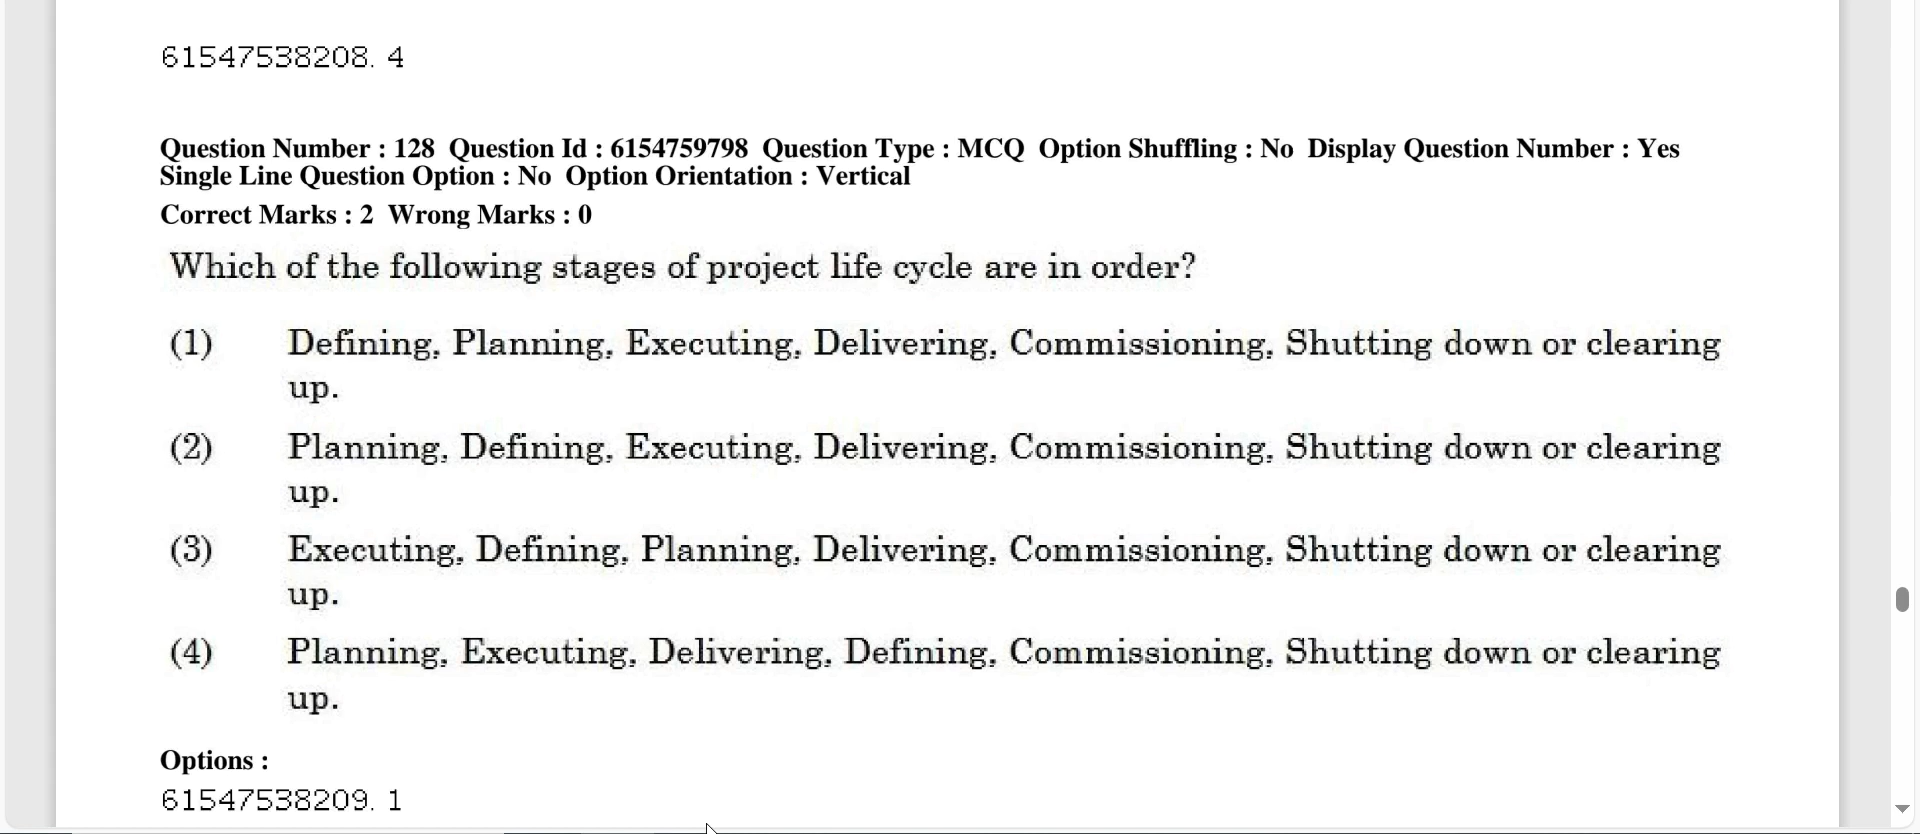 61547538208. 4
Question Number : 128 Question Id : 6154759798 Question Type : MCQ Option Shuffling : No Display Question Number : Yes
Single Line Question Option : No Option Orientation : Vertical
Correct Marks : 2 Wrong Marks : 0
Which of the following stages of project life cycle are in order?
(1) Defining, Planning, Executing, Delivering, Commissioning, Shutting down or clearing
up.
(2) Planning, Defining, Executing, Delivering, Commissioning, Shutting down or clearing
up.
(3) Executing, Defining, Planning, Delivering, Commissioning, Shutting down or clearing
up.
(4) Planning, Executing, Delivering, Defining, Commissioning, Shutting down or clearing
up.
Options :
61547538209. 1